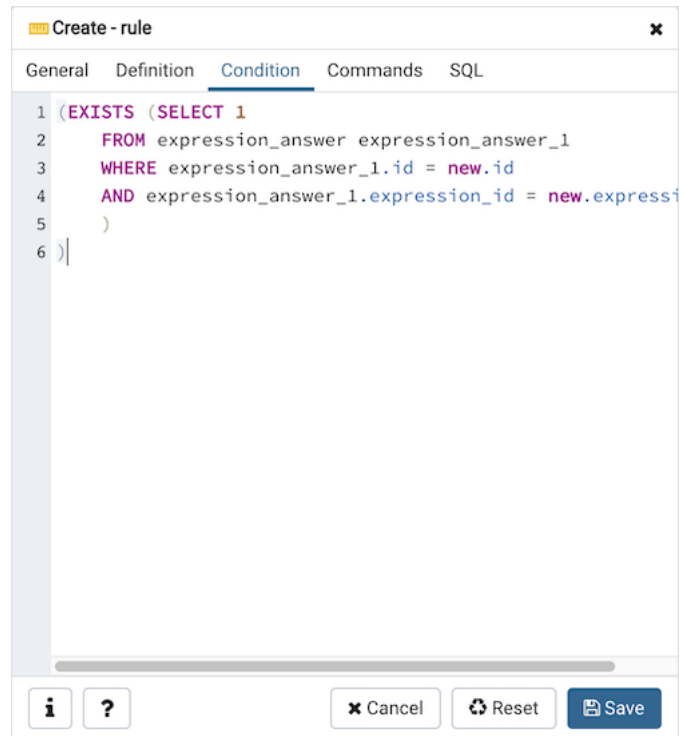 Create - rule
General Definition Condition Commands SQL
1 (EXISTS (SELECT 1
2 FROM expression_answer expression_answer_1
3 WHERE expression_answer_1.id = new.id
4 AND expression_answer_1.expression_id = new.expressi
5 )
6 )
i ? Cancel Reset Save